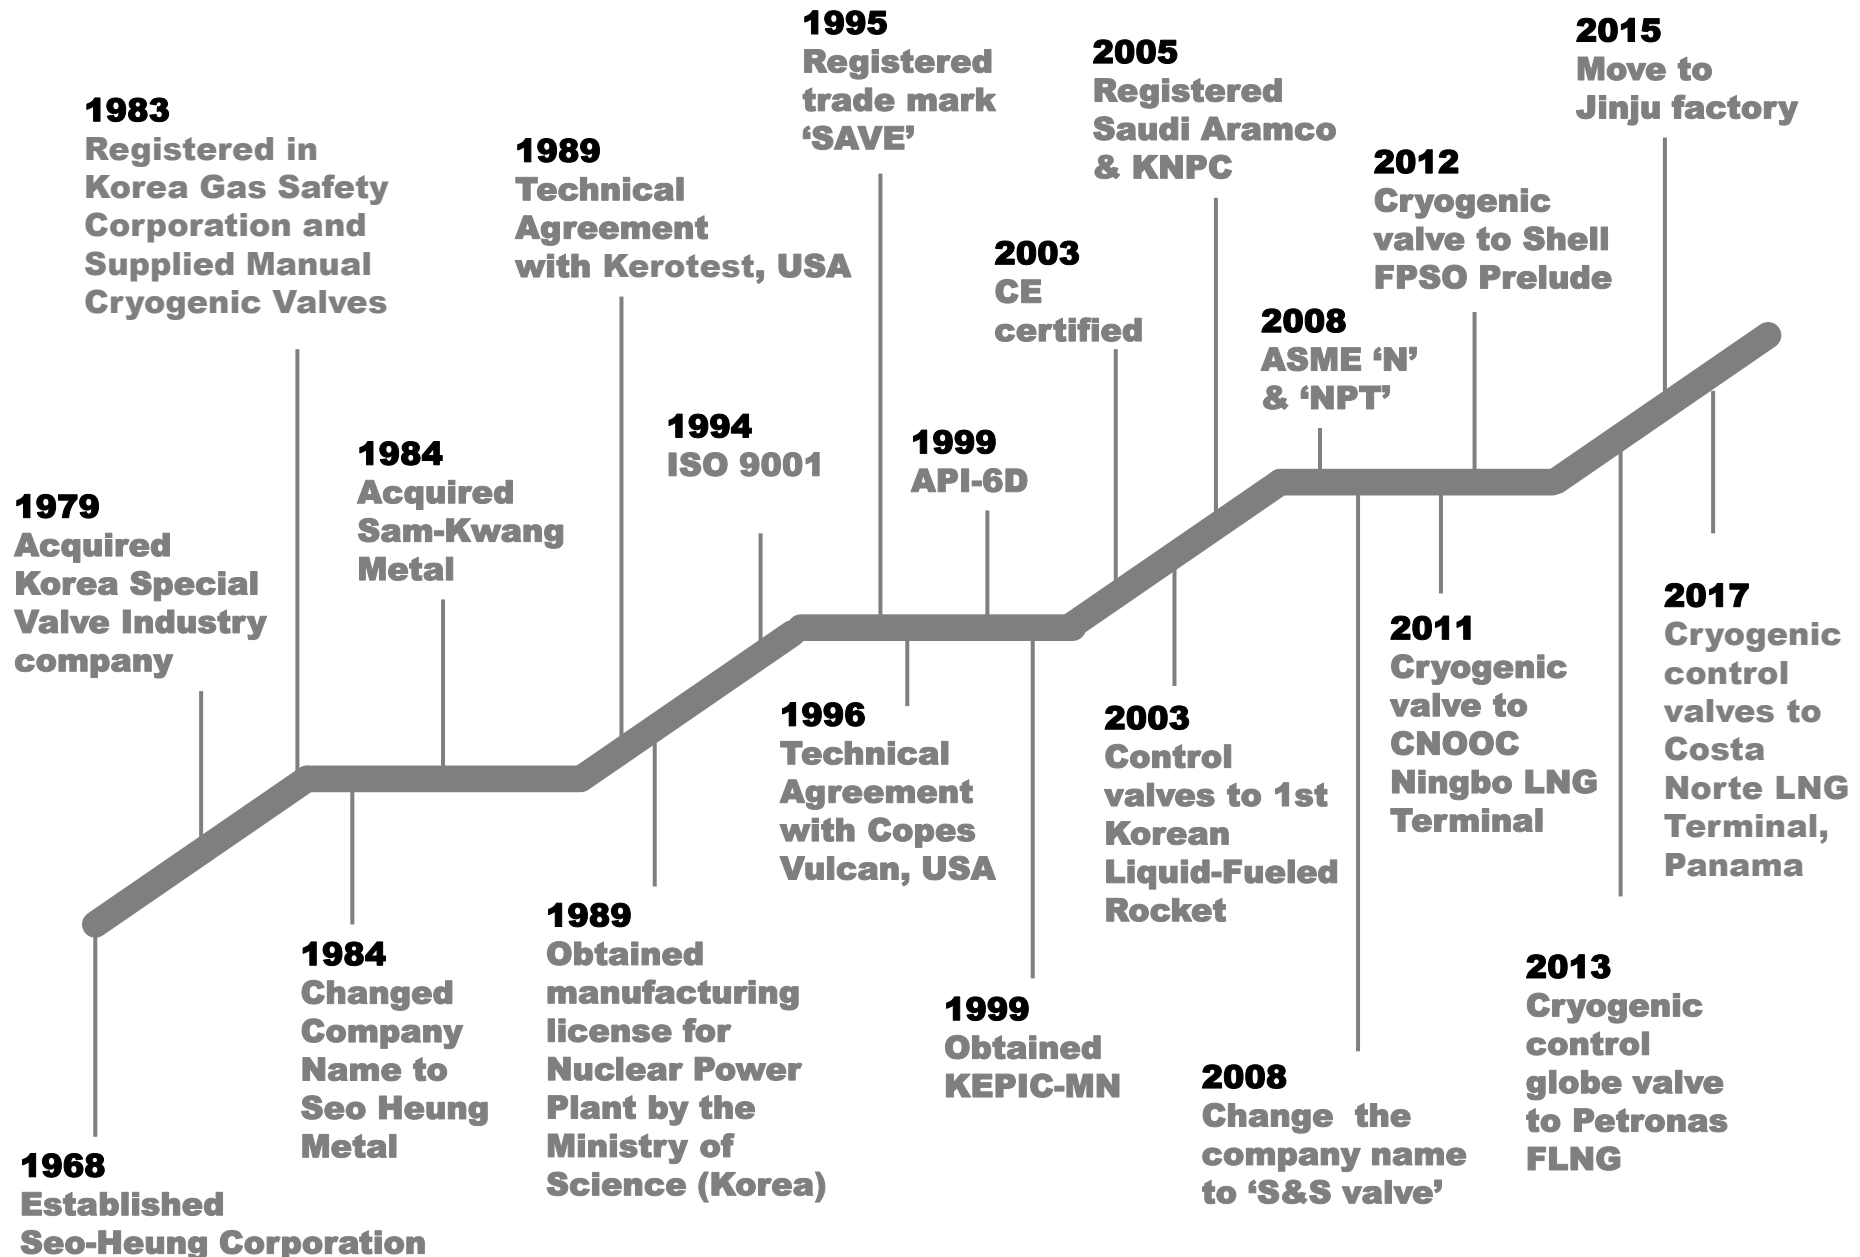 1968
Established
Seo-Heung Corporation
1979
Acquired
Korea Special
Valve Industry
company
1983
Registered in
Korea Gas Safety
Corporation and
Supplied Manual
Cryogenic Valves
1984
Changed
Company
Name to
Seo Heung
Metal
1984
Acquired
Sam-Kwang
Metal
1989
Technical
Agreement
with Kerotest, USA
1989
Obtained
manufacturing
license for
Nuclear Power
Plant by the
Ministry of
Science (Korea)
1994
ISO 9001
1995
Registered
trade mark
‘SAVE’
1996
Technical
Agreement
with Copes
Vulcan, USA
1999
API-6D
1999
Obtained
KEPIC-MN
2003
CE
certified
2003
Control
valves to 1st
Korean
Liquid-Fueled
Rocket
2005
Registered
Saudi Aramco
& KNPC
2008
ASME ‘N’
& ‘NPT’
2008
Change  the
company name
to ‘S&S valve’
2011
Cryogenic
valve to
CNOOC
Ningbo LNG
Terminal
2012
Cryogenic
valve to Shell
FPSO Prelude
2013
Cryogenic
control
globe valve
to Petronas
FLNG
2015
Move to
Jinju factory
2017
Cryogenic
control
valves to
Costa
Norte LNG
Terminal,
Panama